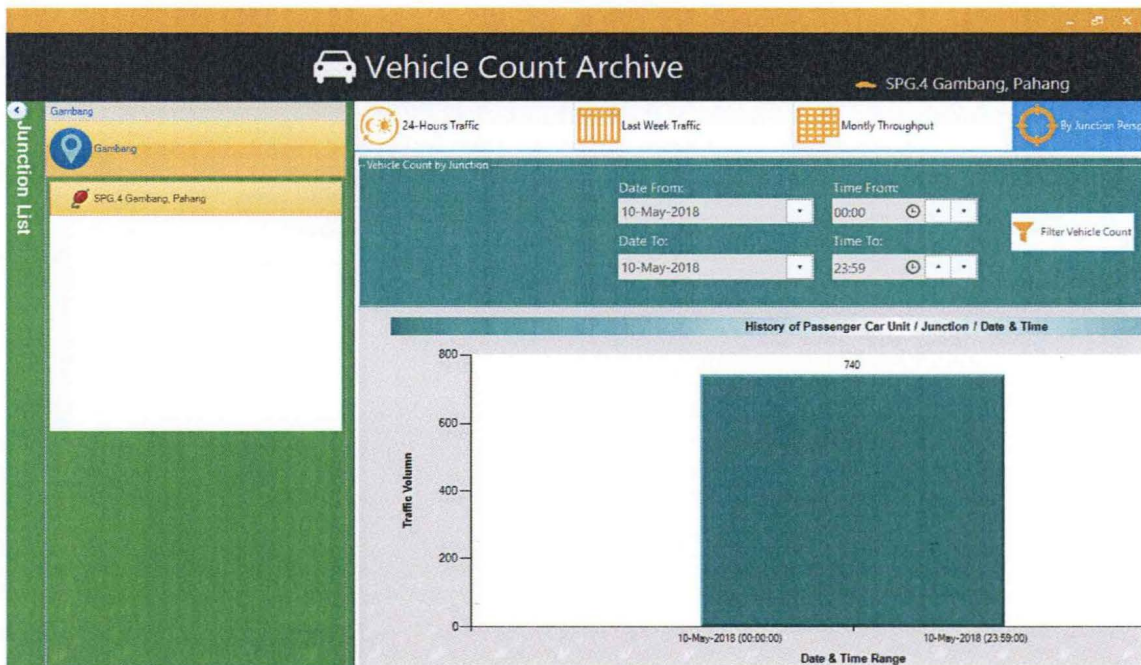 Vehicle Count Archive
SPG.4 Gambang, Pahang
Junction List
Gambang
Gambang
SPG.4 Gambang, Pahang
24-Hours Traffic
Last Week Traffic
Montly Throughput
By Junction Perso
Vehicle Count by Junction
Date From:
Time From:
10-May-2018
00:00
Date To:
Time To:
10-May-2018
23:59
Filter Vehicle Count
History of Passenger Car Unit / Junction / Date & Time
800
740
600
400
200
0
Traffic Volumn
10-May-2018 (00:00:00)
10-May-2018 (23:59:00)
Date & Time Range